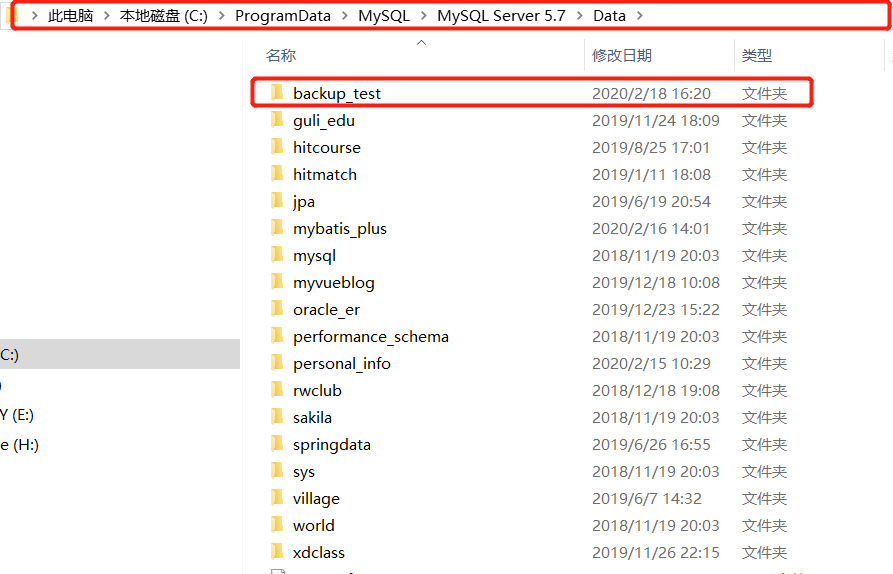 此电脑 > 本地磁盘 (C:) > ProgramData > MySQL > MySQL Server 5.7 > Data >
名称 修改日期 类型
backup_test 2020/2/18 16:20 文件夹
guli_edu 2019/11/24 18:09 文件夹
hitcourse 2019/8/25 17:01 文件夹
hitmatch 2019/1/11 18:08 文件夹
jpa 2019/6/19 20:54 文件夹
mybatis_plus 2020/2/16 14:01 文件夹
mysql 2018/11/19 20:03 文件夹
myvueblog 2019/12/18 10:08 文件夹
oracle_er 2019/12/23 15:22 文件夹
performance_schema 2018/11/19 20:03 文件夹
C:)
personal_info 2020/2/15 10:29 文件夹
)
rwclub 2018/12/18 19:08 文件夹
Y (E:)
sakila 2018/11/19 20:03 文件夹
e (H:)
springdata 2019/6/26 16:55 文件夹
sys 2018/11/19 20:03 文件夹
village 2019/6/7 14:32 文件夹
world 2018/11/19 20:03 文件夹
xdclass 2019/11/26 22:15 文件夹